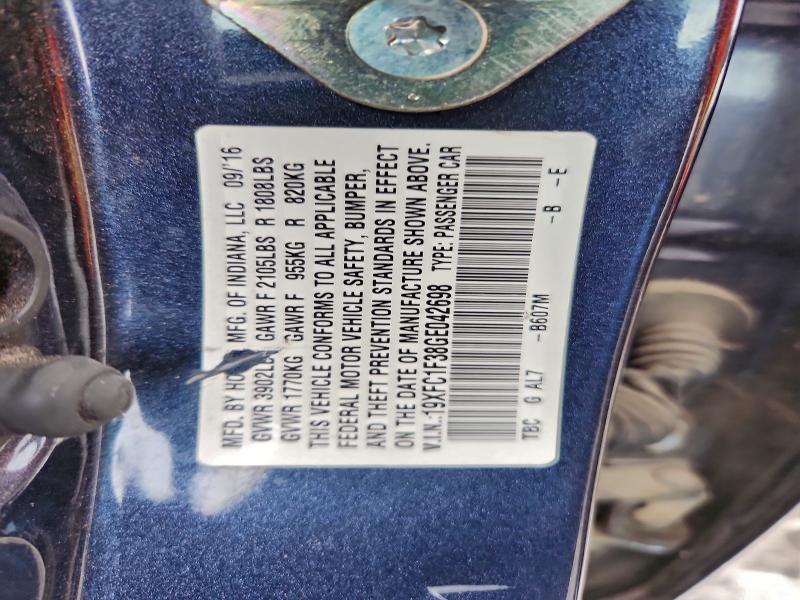 MFD. BY HONDA MFG. OF INDIANA, LLC 09/16
GVWR 3902LBS GAWR F 2105LBS R 1808LBS
GVWR 1770KG GAWR F 955KG R 820KG
THIS VEHICLE CONFORMS TO ALL APPLICABLE
FEDERAL MOTOR VEHICLE SAFETY, BUMPER,
AND THEFT PREVENTION STANDARDS IN EFFECT
ON THE DATE OF MANUFACTURE SHOWN ABOVE.
V.I.N.:19XFC1F38GE042698 TYPE: PASSENGER CAR
TBC G AL7 -B607M -B -E